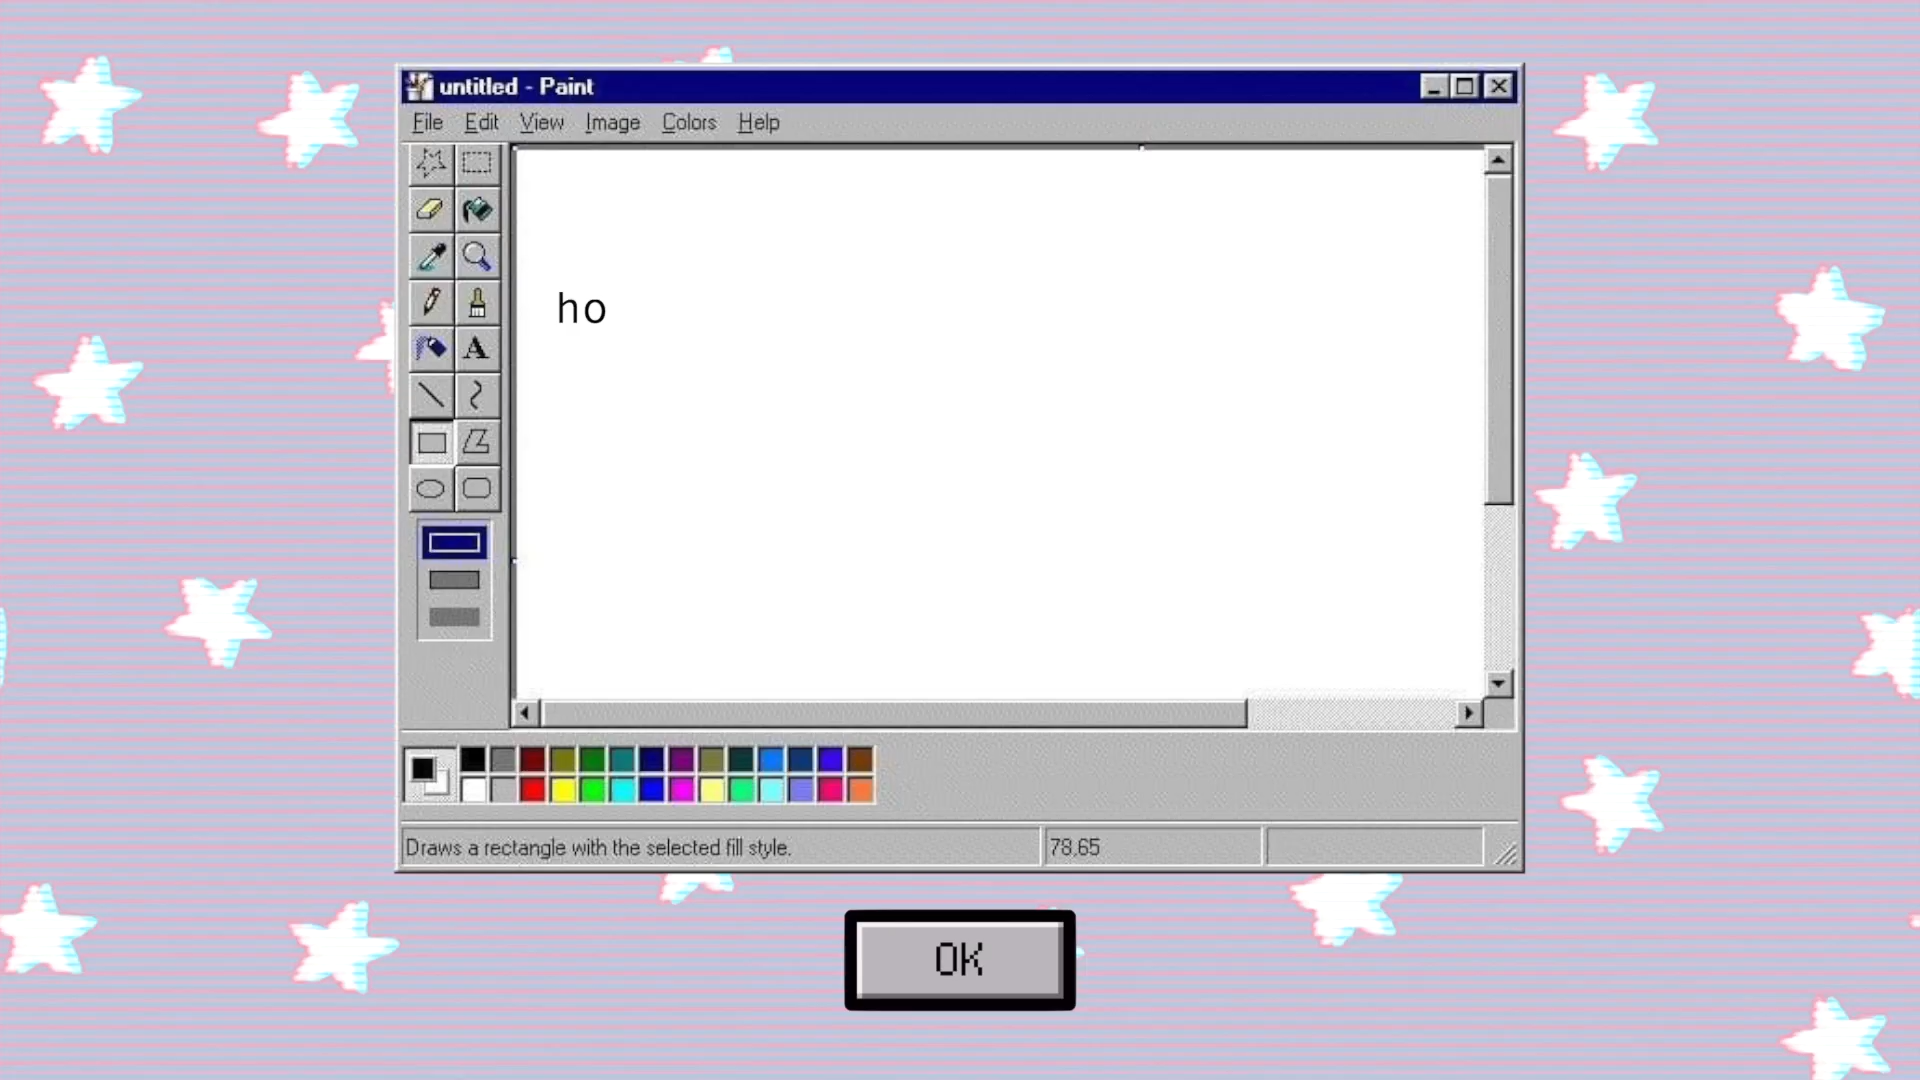 untitled - Paint
File Edit View Image Colors Help
A
ho
Draws a rectangle with the selected fill style.
78,65
OK